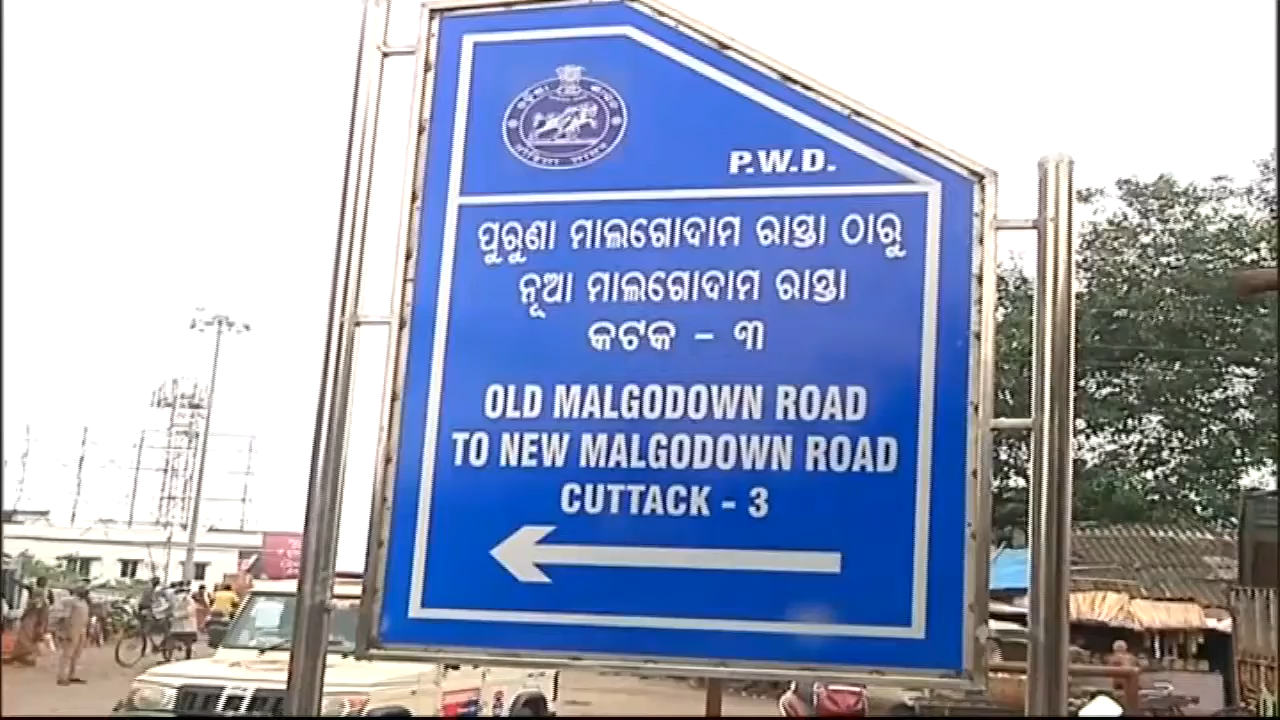 P.W.D.
ପୁରୁଣା ମାଲଗୋଦାମ ରାସ୍ତା ଠାରୁ
ନୂଆ ମାଲଗୋଦାମ ରାସ୍ତା
କଟକ - ୩
OLD MALGODOWN ROAD
TO NEW MALGODOWN ROAD
CUTTACK - 3